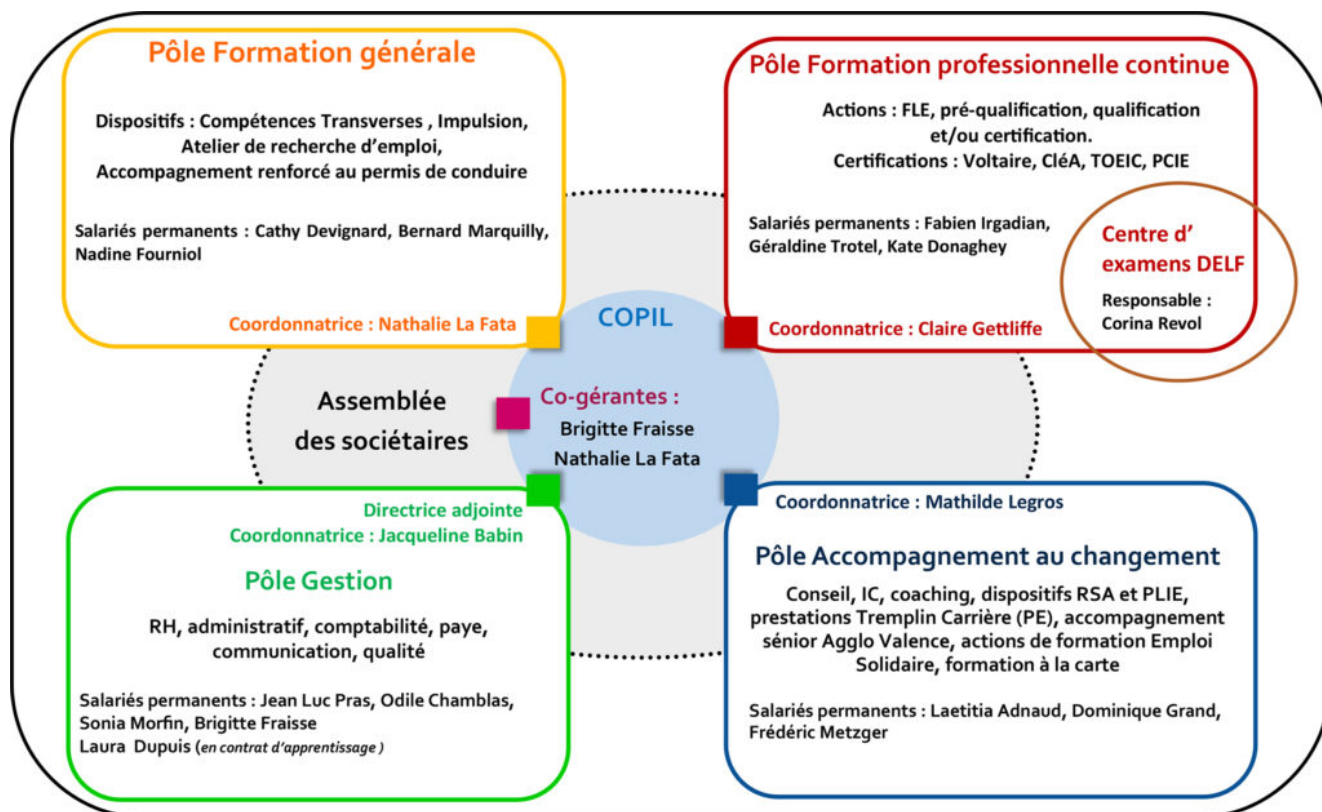 Pôle Formation générale
Dispositifs : Compétences Transverses , Impulsion,
Atelier de recherche d'emploi,
Accompagnement renforcé au permis de conduire
Salariés permanents : Cathy Devignard, Bernard Marquilly,
Nadine Fourniol
Coordonnatrice : Nathalie La Fata
Pôle Formation professionnelle continue
Actions : FLE, pré-qualification, qualification
et/ou certification.
Certifications : Voltaire, CléA, TOEIC, PCIE
Salariés permanents : Fabien Irgadian,
Géraldine Trotel, Kate Donaghey
Centre d'
examens DELF
Responsable :
Corina Revol
Coordonnatrice : Claire Gettliffe
COPIL
Assemblée
des sociétaires
Co-gérantes :
Brigitte Fraisse
Nathalie La Fata
Directrice adjointe
Coordonnatrice : Jacqueline Babin
Pôle Gestion
RH, administratif, comptabilité, paye,
communication, qualité
Salariés permanents : Jean Luc Pras, Odile Chamblas,
Sonia Morfin, Brigitte Fraisse
Laura Dupuis (en contrat d'apprentissage )
Coordonnatrice : Mathilde Legros
Pôle Accompagnement au changement
Conseil, IC, coaching, dispositifs RSA et PLIE,
prestations Tremplin Carrière (PE), accompagnement
sénior Agglo Valence, actions de formation Emploi
Solidaire, formation à la carte
Salariés permanents : Laetitia Adnaud, Dominique Grand,
Frédéric Metzger